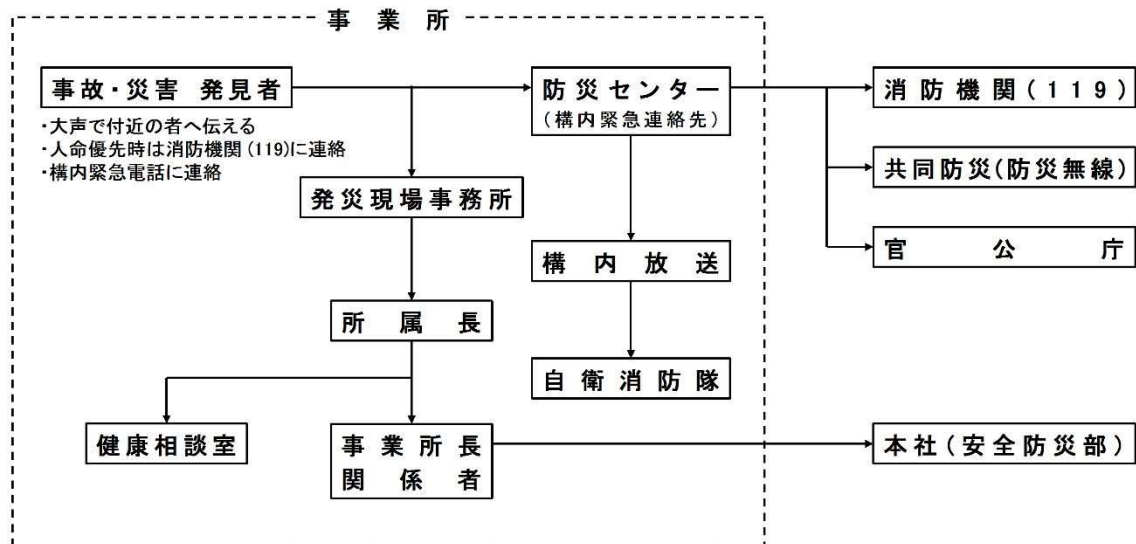 事業所
事故・災害 発見者
・大声で付近の者へ伝える
・人命優先時は消防機関(119)に連絡
・構内緊急電話に連絡
防災センター
(構内緊急連絡先)
消防機関(119)
共同防災(防災無線)
官公庁
発災現場事務所
構内放送
所属長
自衛消防隊
健康相談室
事業所長
関係者
本社(安全防災部)